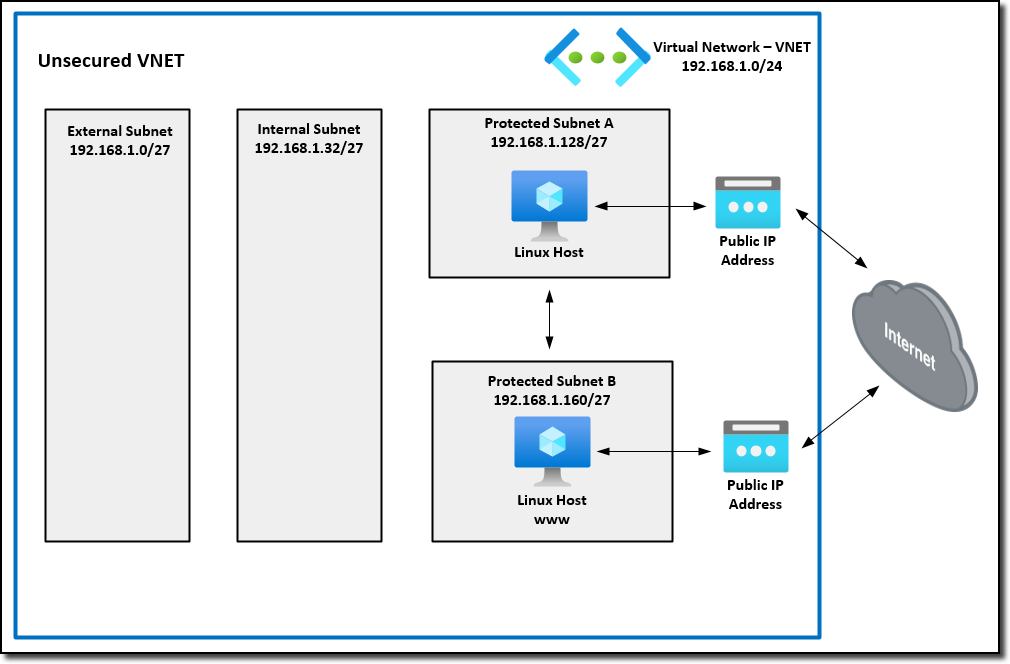 Unsecured VNET
Virtual Network – VNET
192.168.1.0/24
External Subnet
192.168.1.0/27
Internal Subnet
192.168.1.32/27
Protected Subnet A
192.168.1.128/27
Linux Host
Public IP
Address
Internet
Protected Subnet B
192.168.1.160/27
Linux Host
www
Public IP
Address